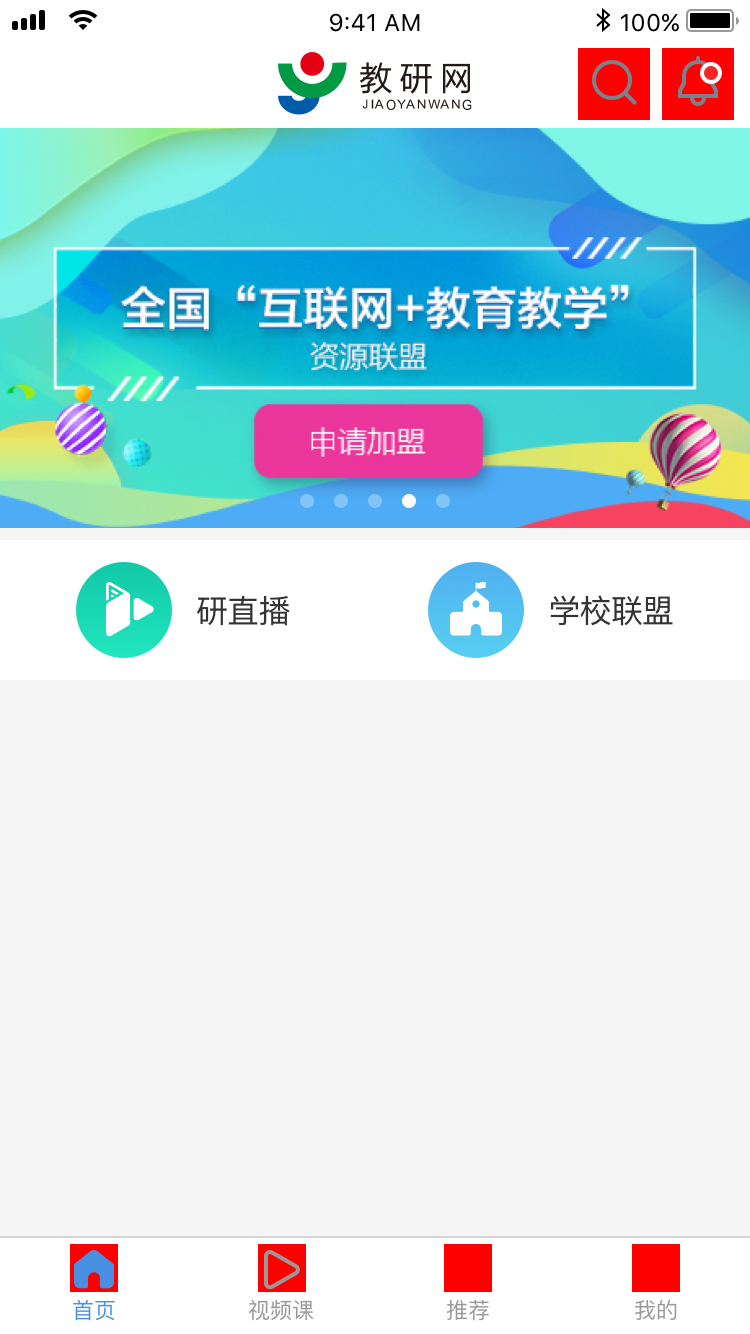 9:41 AM
100%
教研网
JIAOYANWANG
全国“互联网+教育教学”
资源联盟
申请加盟
研直播
学校联盟
首页
视频课
推荐
我的